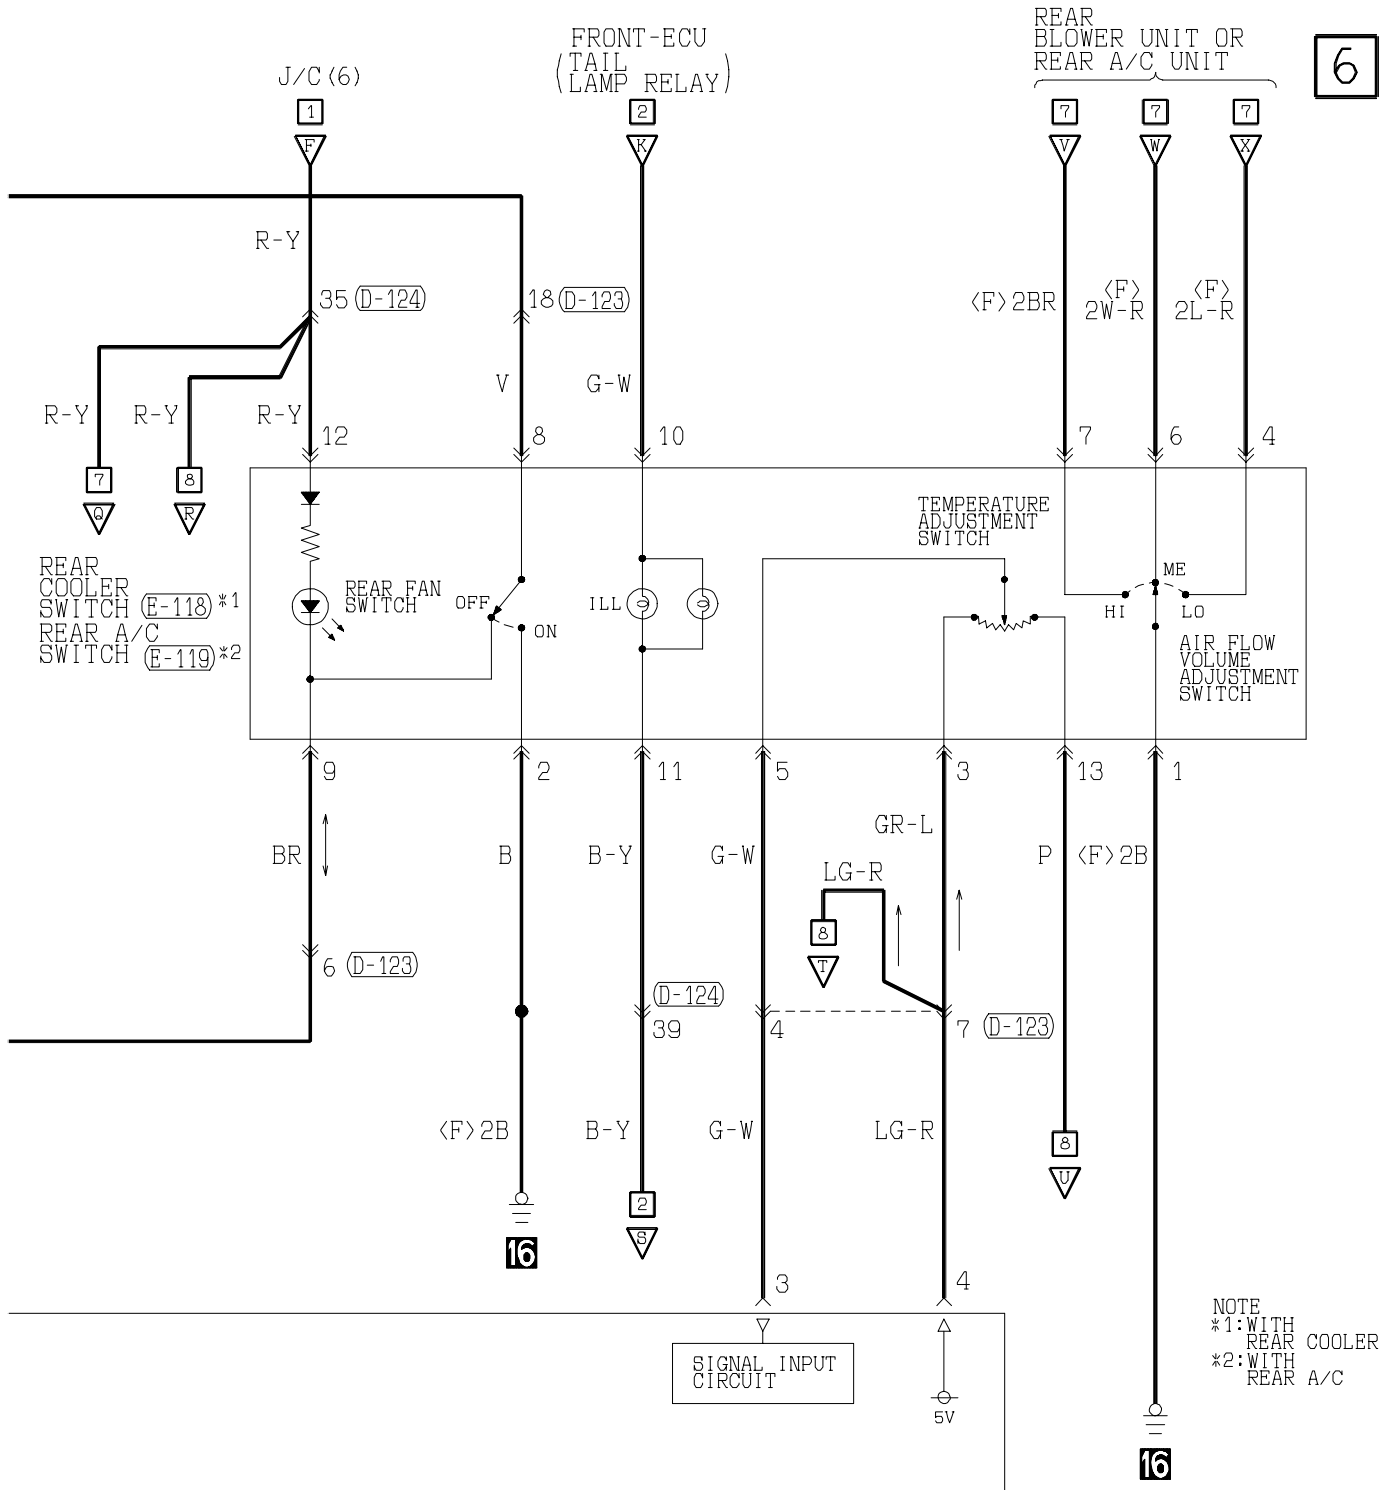 6
J/C(6)
1
F
FRONT-ECU
(TAIL
LAMP RELAY)
2
K
REAR
BLOWER UNIT OR
REAR A/C UNIT
7
V
7
W
7
X
R-Y
35 (D-124)
18 (D-123)
<F>2BR
<F>
2W-R
<F>
2L-R
V
G-W
R-Y
R-Y
R-Y
12
8
10
7
6
4
7
Q
8
R
REAR
COOLER
SWITCH (E-118) *1
REAR A/C
SWITCH (E-119) *2
REAR FAN
SWITCH
OFF
ON
ILL
TEMPERATURE
ADJUSTMENT
SWITCH
ME
HI
LO
AIR FLOW
VOLUME
ADJUSTMENT
SWITCH
9
2
11
5
3
13
1
BR
B
B-Y
G-W
GR-L
LG-R
P
<F>2B
8
T
6 (D-123)
(D-124)
39
4
7 (D-123)
<F>2B
B-Y
G-W
LG-R
8
U
16
2
S
3
4
SIGNAL INPUT
CIRCUIT
5V
16
NOTE
*1:WITH
REAR COOLER
*2:WITH
REAR A/C